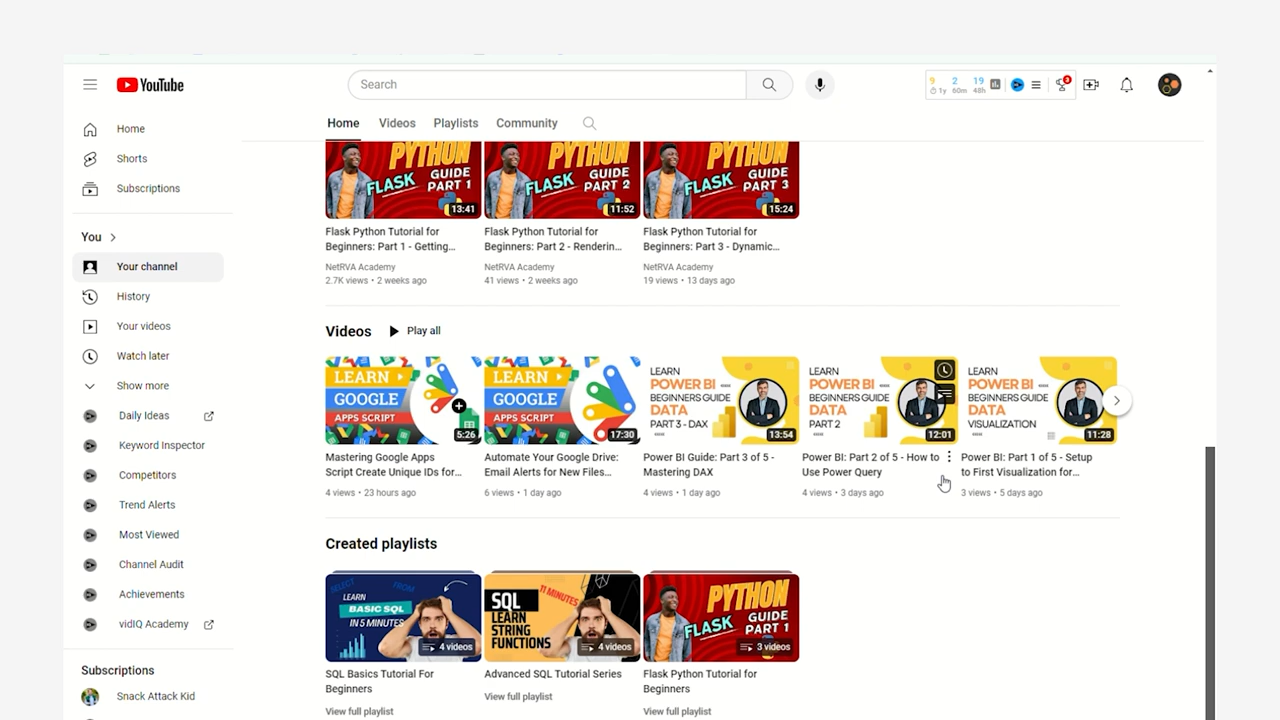 YouTube
Search
9 2 19
1y 60m 48h
3
Home Videos Playlists Community
Home
Shorts
Subscriptions
You
Your channel
History
Your videos
Watch later
Show more
Daily Ideas
Keyword Inspector
Competitors
Trend Alerts
Most Viewed
Channel Audit
Achievements
vidIQ Academy
Subscriptions
Snack Attack Kid
PYTHON
FLASK
GUIDE
PART 1
13:41
Flask Python Tutorial for
Beginners: Part 1 - Getting...
NetRVA Academy
2.7K views • 2 weeks ago
PYTHON
FLASK
GUIDE
PART 2
11:52
Flask Python Tutorial for
Beginners: Part 2 - Renderin...
NetRVA Academy
41 views • 2 weeks ago
PYTHON
FLASK
GUIDE
PART 3
15:24
Flask Python Tutorial for
Beginners: Part 3 - Dynamic...
NetRVA Academy
19 views • 13 days ago
Videos Play all
LEARN
GOOGLE
APPS SCRIPT
5:26
Mastering Google Apps
Script Create Unique IDs for...
4 views • 23 hours ago
LEARN
GOOGLE
APPS SCRIPT
17:30
Automate Your Google Drive:
Email Alerts for New Files...
6 views • 1 day ago
LEARN
POWER BI
BEGINNERS GUIDE
DATA
PART 3 - DAX
13:54
Power BI Guide: Part 3 of 5 -
Mastering DAX
4 views • 1 day ago
LEARN
POWER BI
BEGINNERS GUIDE
DATA
PART 2
12:01
Power BI: Part 2 of 5 - How to
Use Power Query
4 views • 3 days ago
LEARN
POWER BI
BEGINNERS GUIDE
DATA
VISUALIZATION
11:28
Power BI: Part 1 of 5 - Setup
to First Visualization for...
3 views • 5 days ago
Created playlists
SELECT FROM
LEARN
BASIC SQL
IN 5 MINUTES
4 videos
SQL Basics Tutorial For
Beginners
View full playlist
SQL
11 MINUTES
LEARN
STRING
FUNCTIONS
4 videos
Advanced SQL Tutorial Series
View full playlist
PYTHON
FLASK
GUIDE
PART 1
3 videos
Flask Python Tutorial for
Beginners
View full playlist